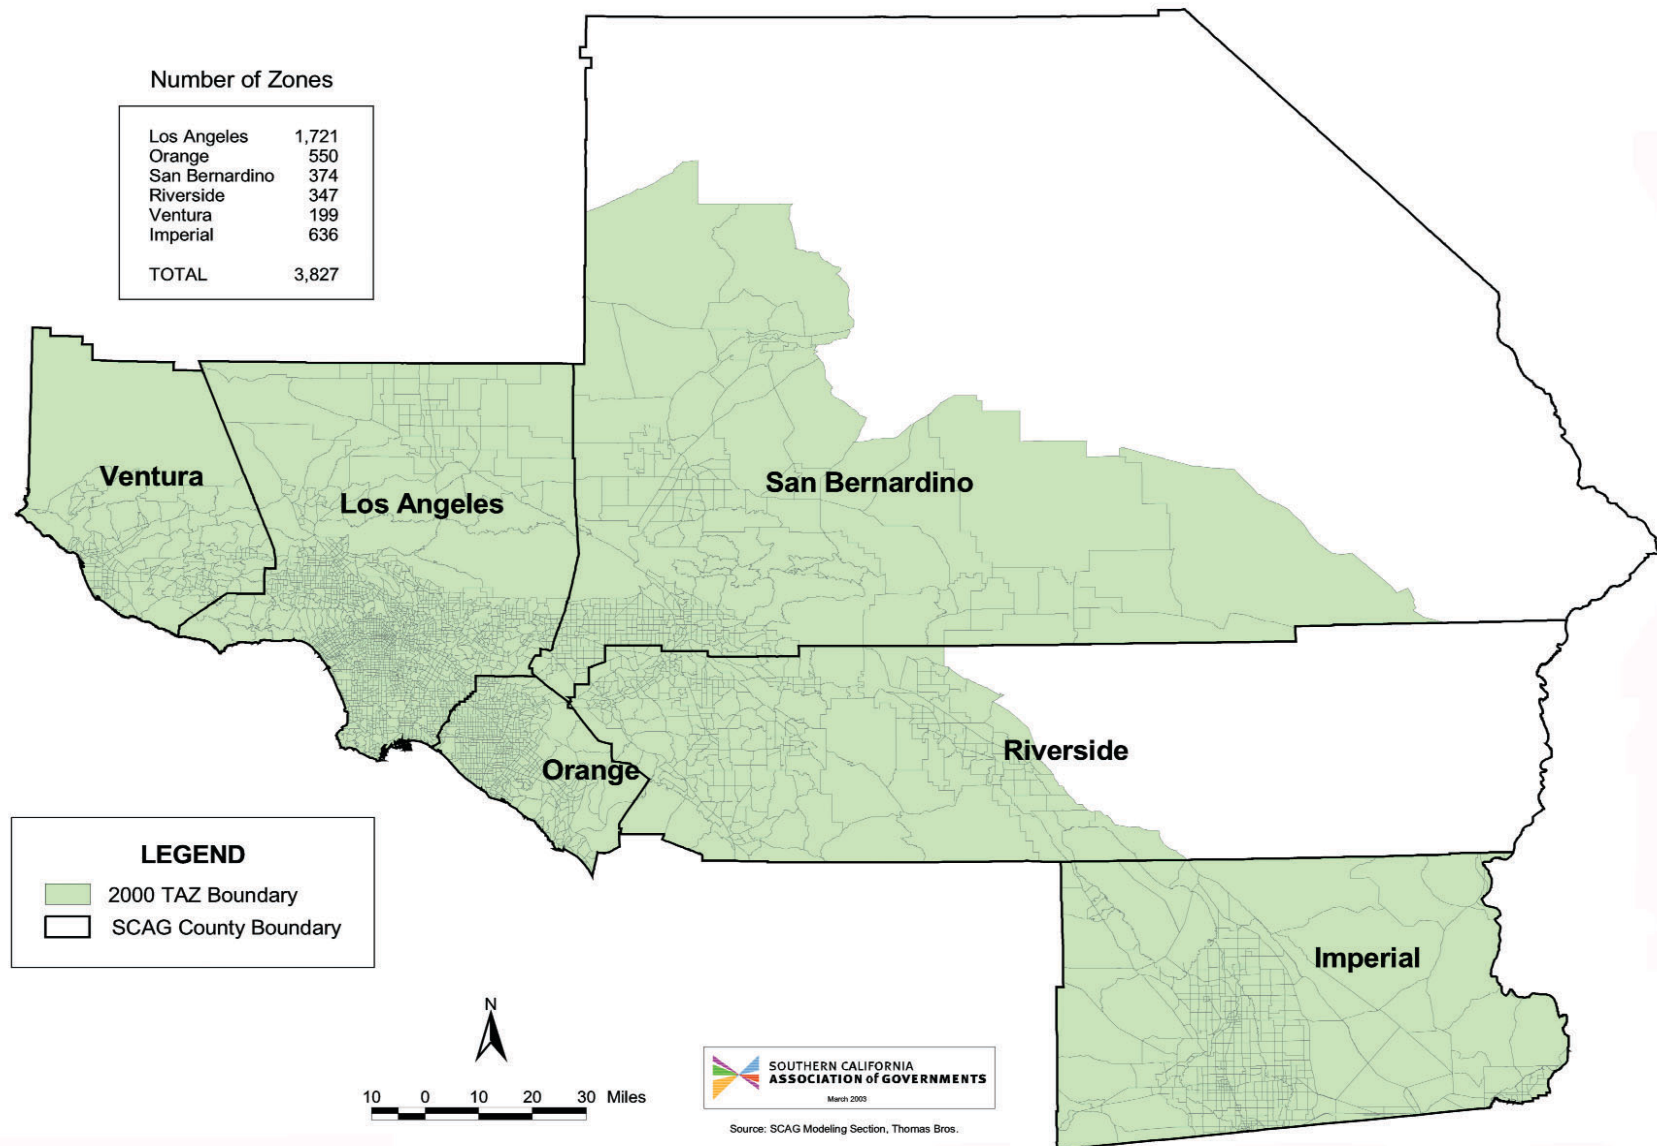 Number of Zones
Los Angeles 1,721
Orange 550
San Bernardino 374
Riverside 347
Ventura 199
Imperial 636
TOTAL 3,827
Ventura
Los Angeles
San Bernardino
Riverside
Orange
Imperial
LEGEND
2000 TAZ Boundary
SCAG County Boundary
N
10 0 10 20 30 Miles
SOUTHERN CALIFORNIA
ASSOCIATION of GOVERNMENTS
March 2003
Source: SCAG Modeling Section, Thomas Bros.